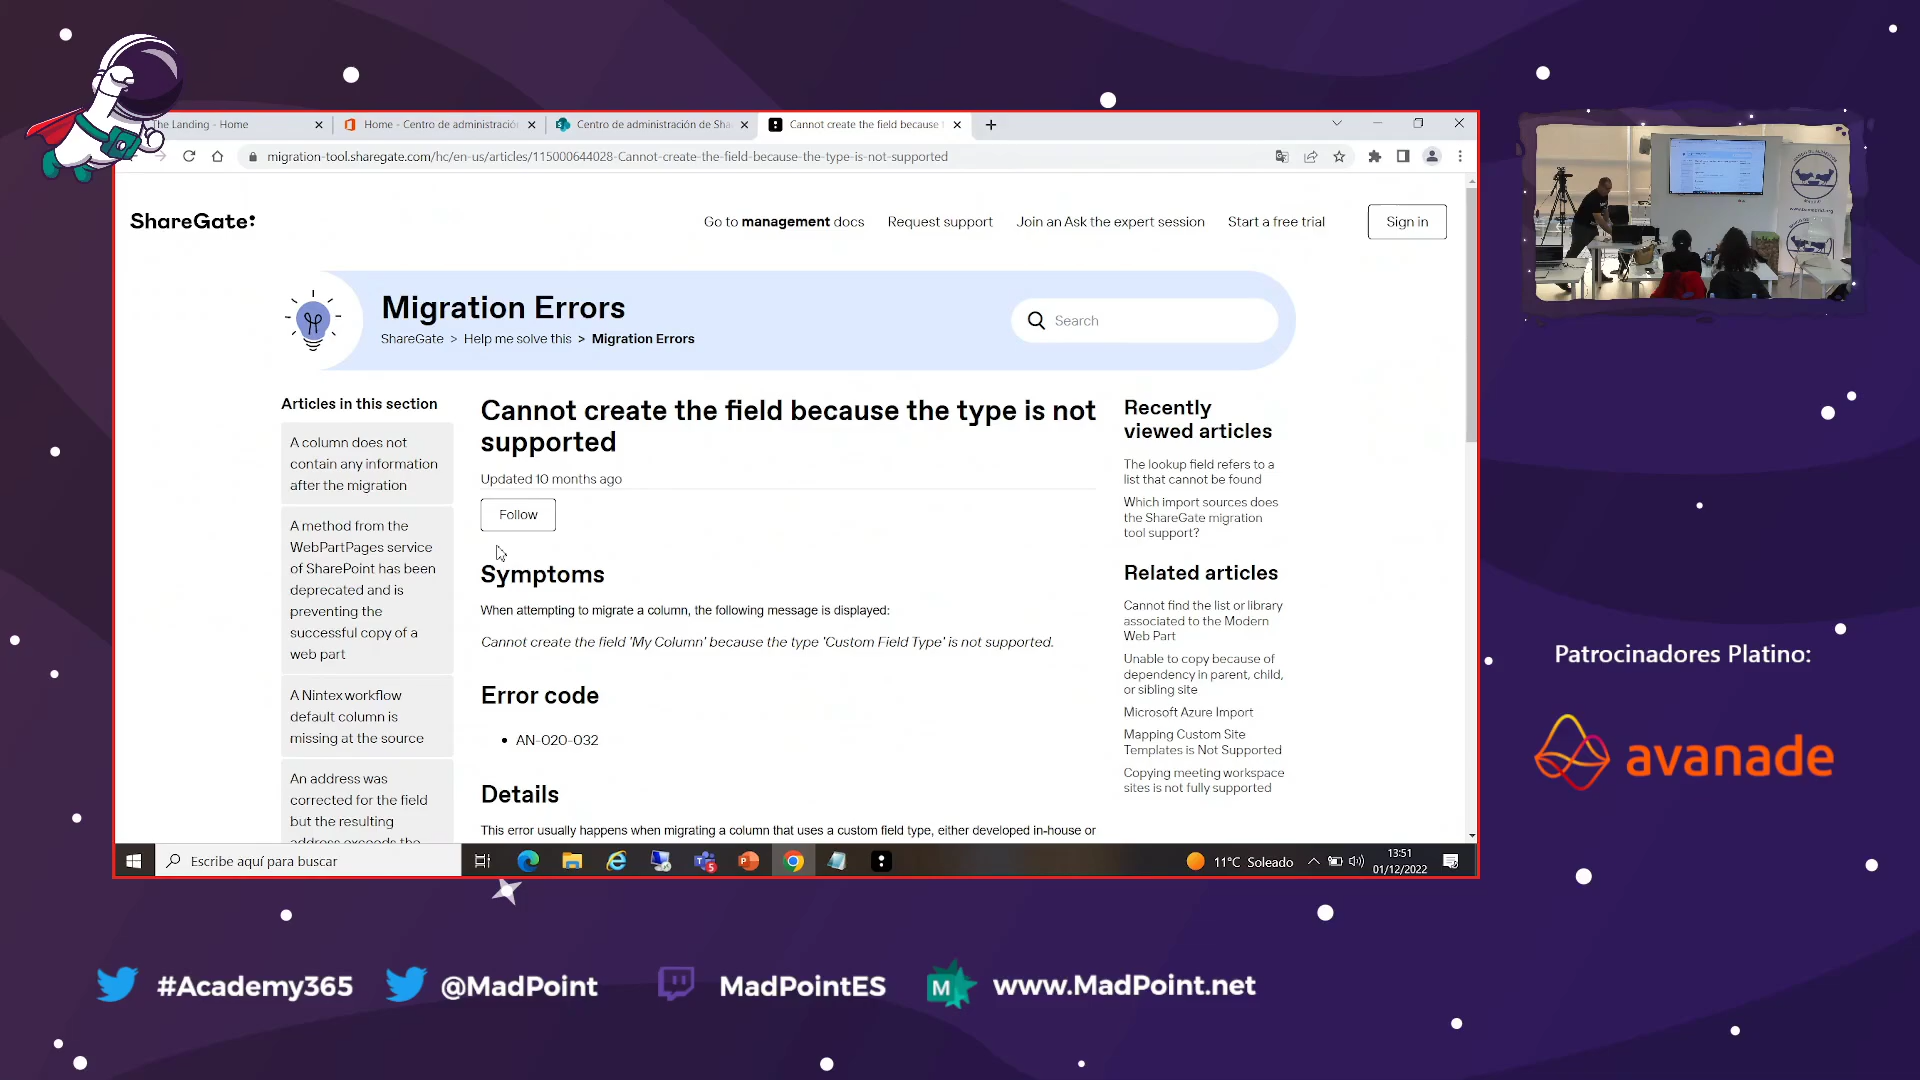 The Landing - Home
Home - Centro de administració
Centro de administración de Sha
Cannot create the field because
migration-tool.sharegate.com/hc/en-us/articles/115000644028-Cannot-create-the-field-because-the-type-is-not-supported
ShareGate:
Go to management docs
Request support
Join an Ask the expert session
Start a free trial
Sign in
Migration Errors
ShareGate > Help me solve this > Migration Errors
Search
Articles in this section
A column does not
contain any information
after the migration
A method from the
WebPartPages service
of SharePoint has been
deprecated and is
preventing the
successful copy of a
web part
A Nintex workflow
default column is
missing at the source
An address was
corrected for the field
but the resulting
address exceeds the
Cannot create the field because the type is not
supported
Updated 10 months ago
Follow
Symptoms
When attempting to migrate a column, the following message is displayed:
Cannot create the field 'My Column' because the type 'Custom Field Type' is not supported.
Error code
• AN-020-032
Details
This error usually happens when migrating a column that uses a custom field type, either developed in-house or
Recently
viewed articles
The lookup field refers to a
list that cannot be found
Which import sources does
the ShareGate migration
tool support?
Related articles
Cannot find the list or library
associated to the Modern
Web Part
Unable to copy because of
dependency in parent, child,
or sibling site
Microsoft Azure Import
Mapping Custom Site
Templates is Not Supported
Copying meeting workspace
sites is not fully supported
Escribe aquí para buscar
11°C Soleado
13:51
01/12/2022
Patrocinadores Platino:
avanade
#Academy365
@MadPoint
MadPointES
M
www.MadPoint.net